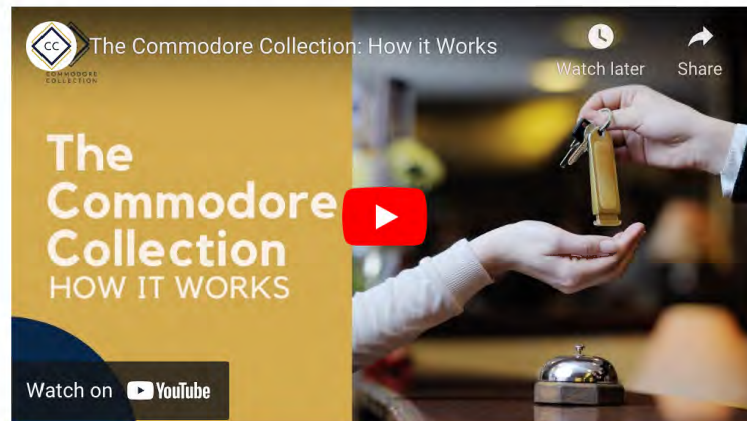 CC
COMMODORE
COLLECTION
The Commodore Collection: How it Works
Watch later
Share
The
Commodore
Collection
HOW IT WORKS
Watch on YouTube